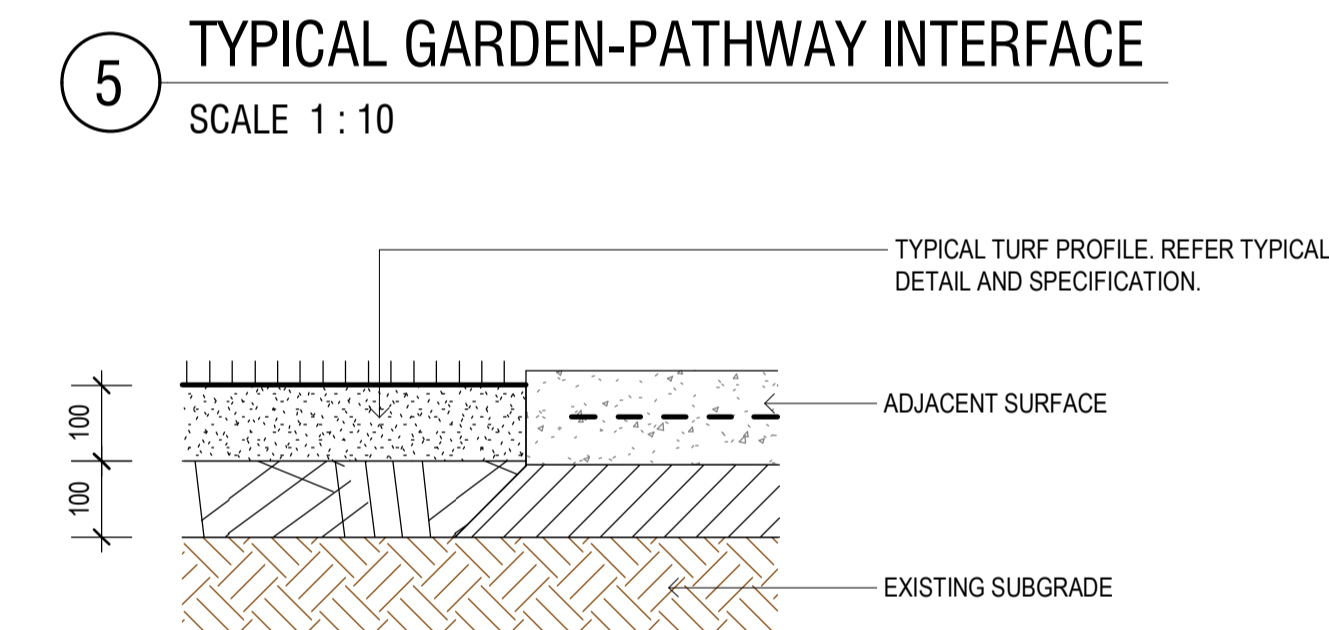 5
TYPICAL GARDEN-PATHWAY INTERFACE
SCALE 1 : 10
TYPICAL TURF PROFILE. REFER TYPICAL
DETAIL AND SPECIFICATION.
100
ADJACENT SURFACE
100
EXISTING SUBGRADE